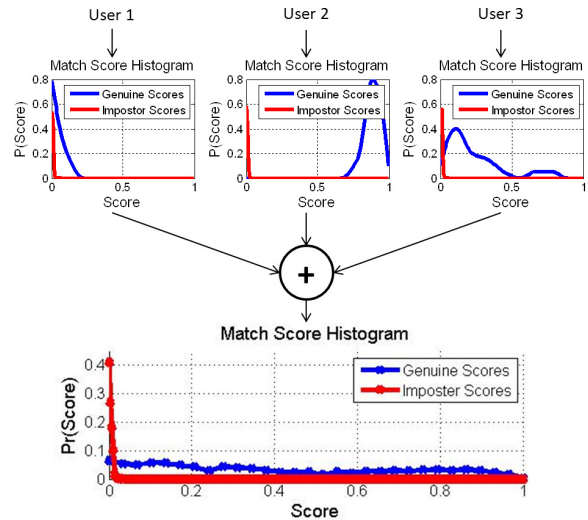 User 1
User 2
User 3
Match Score Histogram
Match Score Histogram
Match Score Histogram
P(Score)
0.8
0.6
0.4
0.2
0
0
0.5
1
Score
Genuine Scores
Impostor Scores
P(Score)
0.8
0.6
0.4
0.2
0
0
0.5
1
Score
Genuine Scores
Impostor Scores
P(Score)
0.8
0.6
0.4
0.2
0
0
0.5
1
Score
Genuine Scores
Impostor Scores
+
Match Score Histogram
Pr(Score)
0.4
0.3
0.2
0.1
0
Genuine Scores
Imposter Scores
0
0.2
0.4
0.6
0.8
1
Score